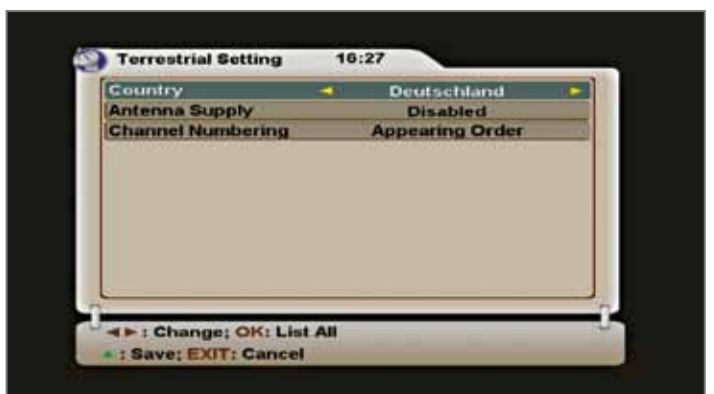 Terrestrial Setting 16:27
Country Deutschland
Antenna Supply Disabled
Channel Numbering Appearing Order
◄► : Change; OK: List All
● : Save; EXIT: Cancel